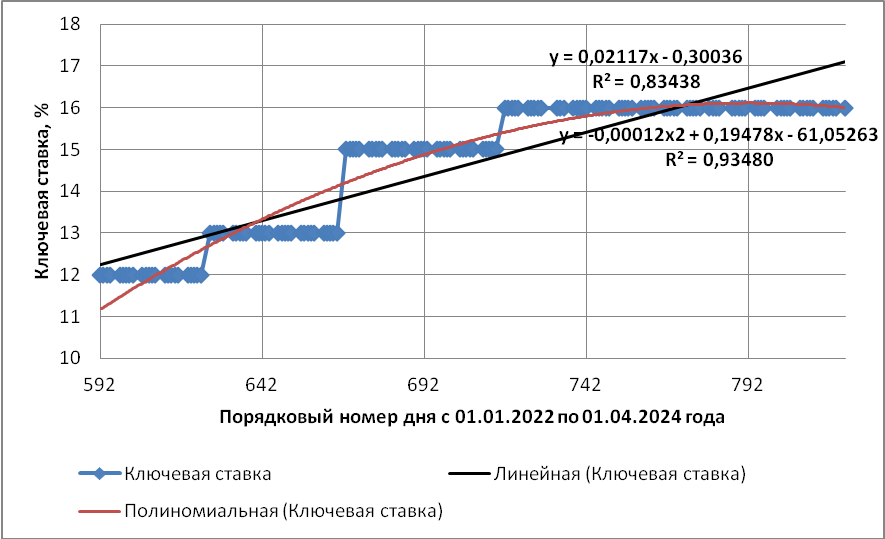 18
17
16
15
14
13
12
11
10
Ключевая ставка, %
y = 0,02117x - 0,30036
R² = 0,83438
y = -0,00012x2 + 0,19478x - 61,05263
R² = 0,93480
592 642 692 742 792
Порядковый номер дня с 01.01.2022 по 01.04.2024 года
Ключевая ставка
Линейная (Ключевая ставка)
Полиномиальная (Ключевая ставка)